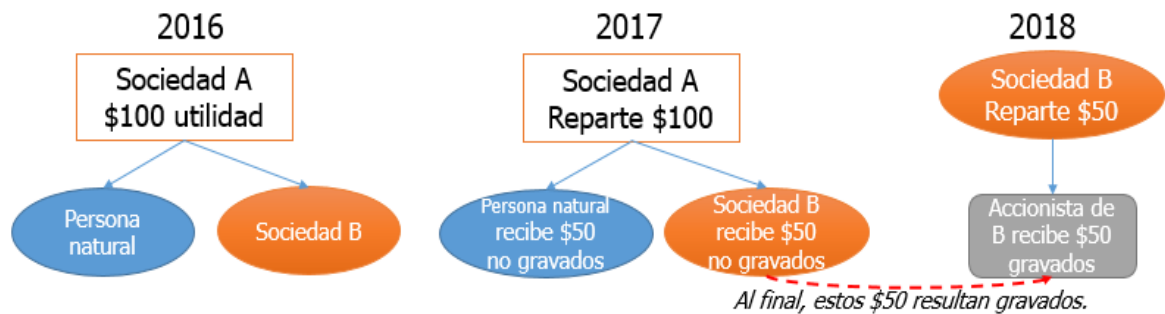 2016
Sociedad A
$100 utilidad
Persona
natural
Sociedad B
2017
Sociedad A
Reparte $100
Persona natural
recibe $50
no gravados
Sociedad B
recibe $50
no gravados
2018
Sociedad B
Reparte $50
Accionista de
B recibe $50
gravados
Al final, estos $50 resultan gravados.